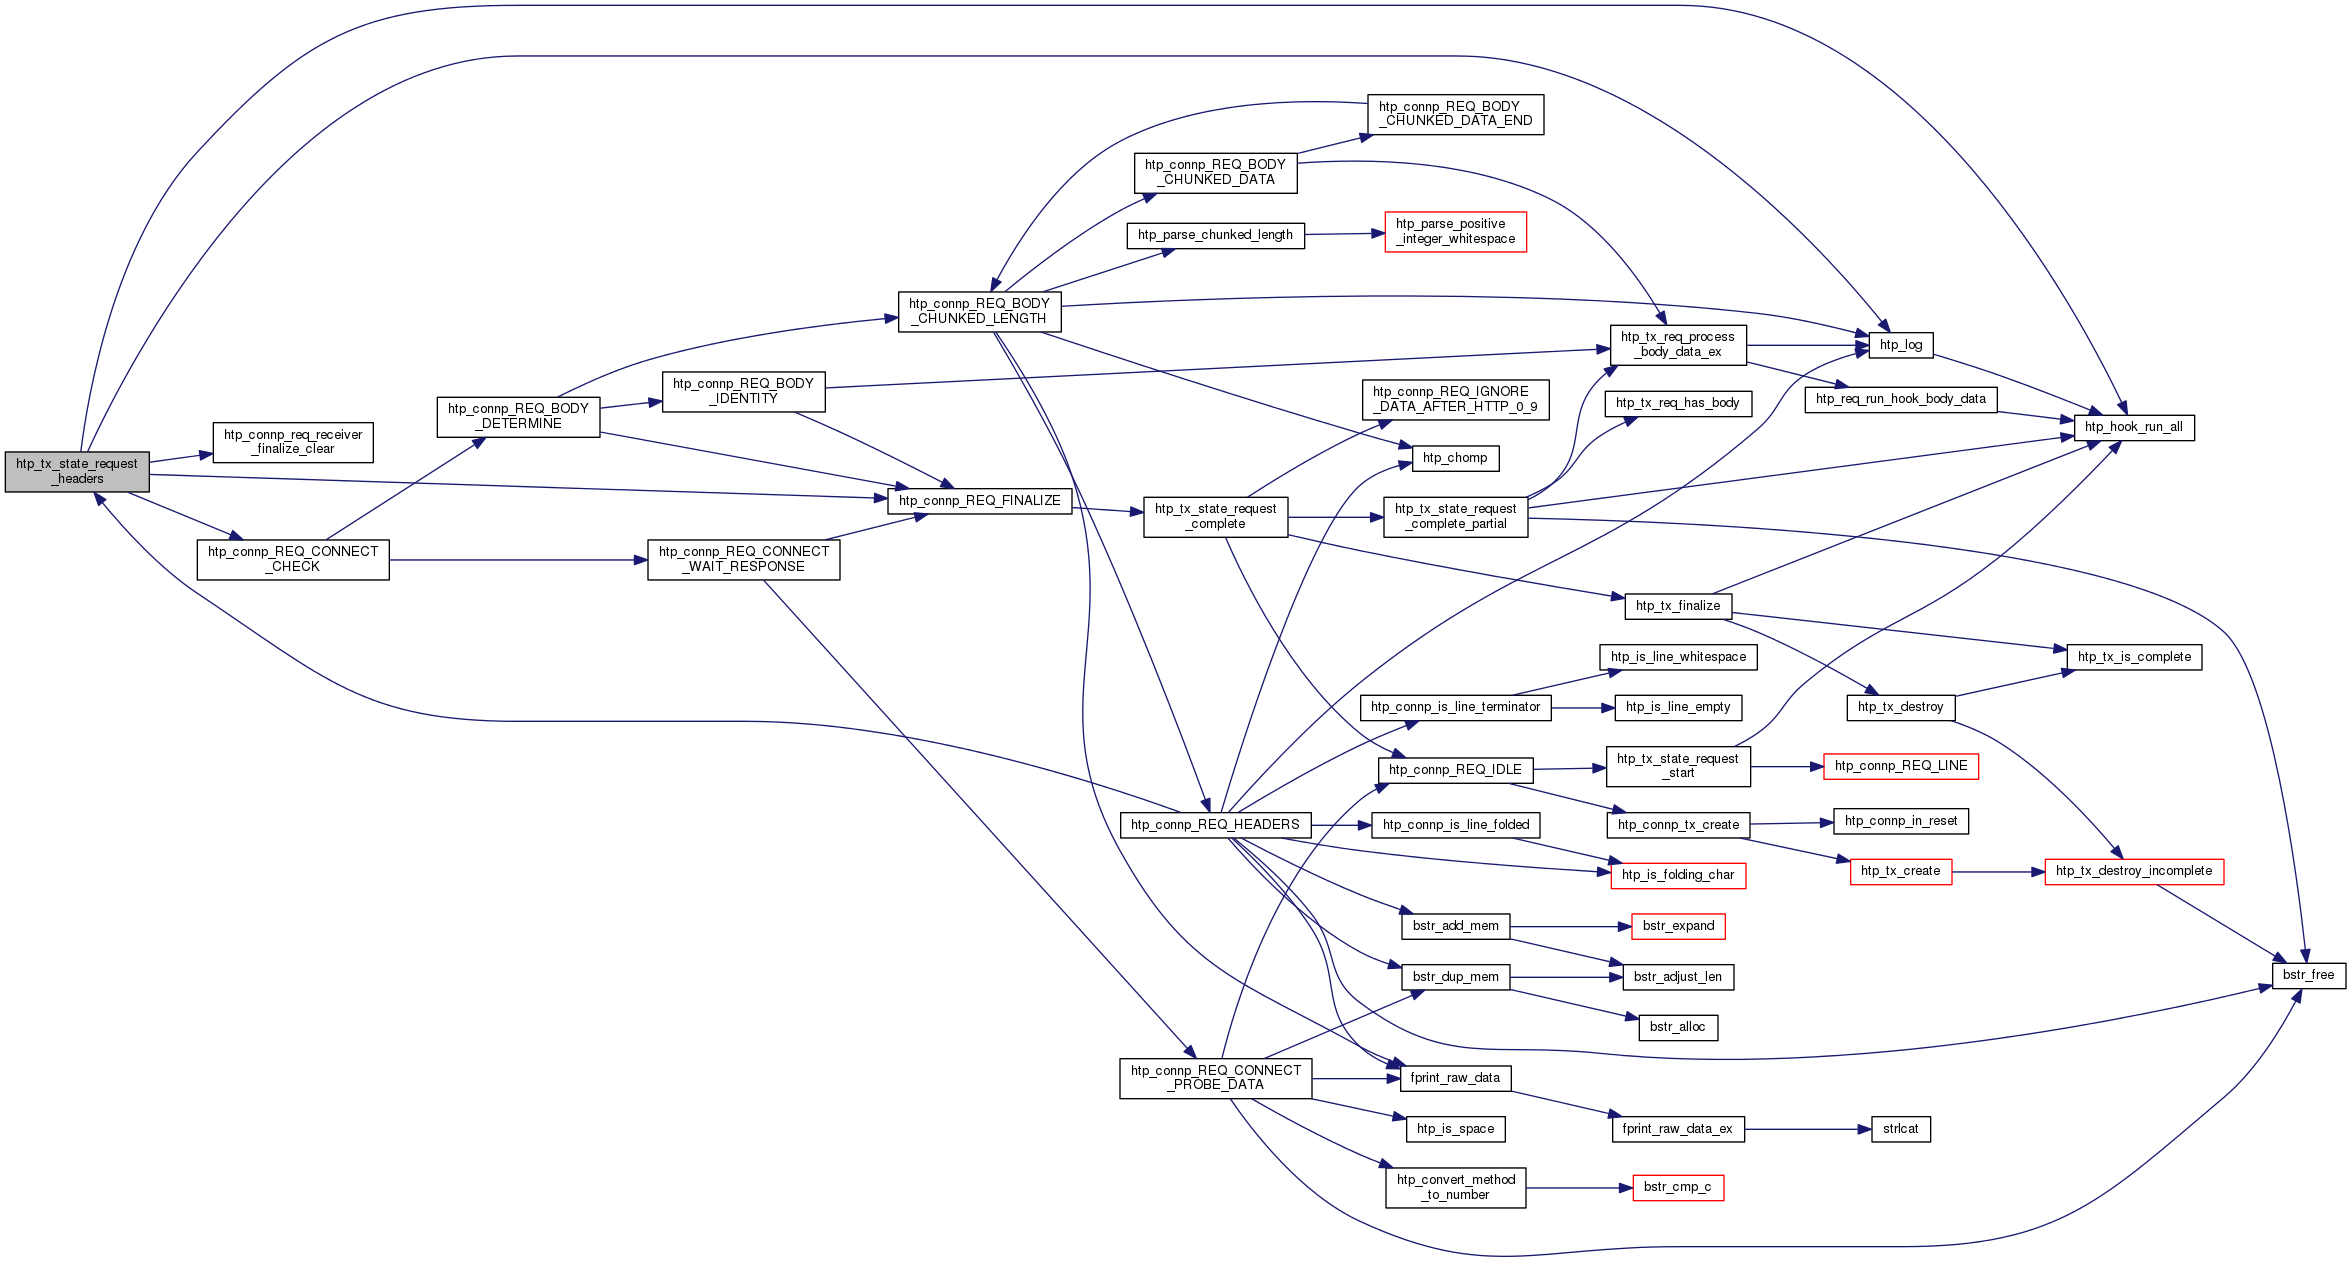 htp_tx_state_request
_headers
htp_connp_req_receiver
_finalize_clear
htp_connp_REQ_CONNECT
_CHECK
htp_connp_REQ_BODY
_DETERMINE
htp_connp_REQ_BODY
_IDENTITY
htp_connp_REQ_CONNECT
_WAIT_RESPONSE
htp_connp_REQ_BODY
_CHUNKED_LENGTH
htp_connp_REQ_FINALIZE
htp_connp_REQ_BODY
_CHUNKED_DATA
htp_parse_chunked_length
htp_tx_state_request
_complete
htp_connp_REQ_HEADERS
htp_connp_REQ_CONNECT
_PROBE_DATA
htp_connp_REQ_BODY
_CHUNKED_DATA_END
htp_parse_positive
_integer_whitespace
htp_connp_REQ_IGNORE
_DATA_AFTER_HTTP_0_9
htp_chomp
htp_tx_state_request
_complete_partial
htp_connp_is_line_terminator
htp_connp_REQ_IDLE
htp_connp_is_line_folded
bstr_add_mem
bstr_dup_mem
fprint_raw_data
htp_is_space
htp_convert_method
_to_number
htp_tx_req_process
_body_data_ex
htp_tx_req_has_body
htp_tx_finalize
htp_is_line_whitespace
htp_is_line_empty
htp_tx_state_request
_start
htp_connp_tx_create
htp_is_folding_char
bstr_expand
bstr_adjust_len
bstr_alloc
fprint_raw_data_ex
bstr_cmp_c
htp_log
htp_req_run_hook_body_data
htp_tx_destroy
htp_connp_REQ_LINE
htp_connp_in_reset
htp_tx_create
strlcat
htp_hook_run_all
htp_tx_is_complete
htp_tx_destroy_incomplete
bstr_free